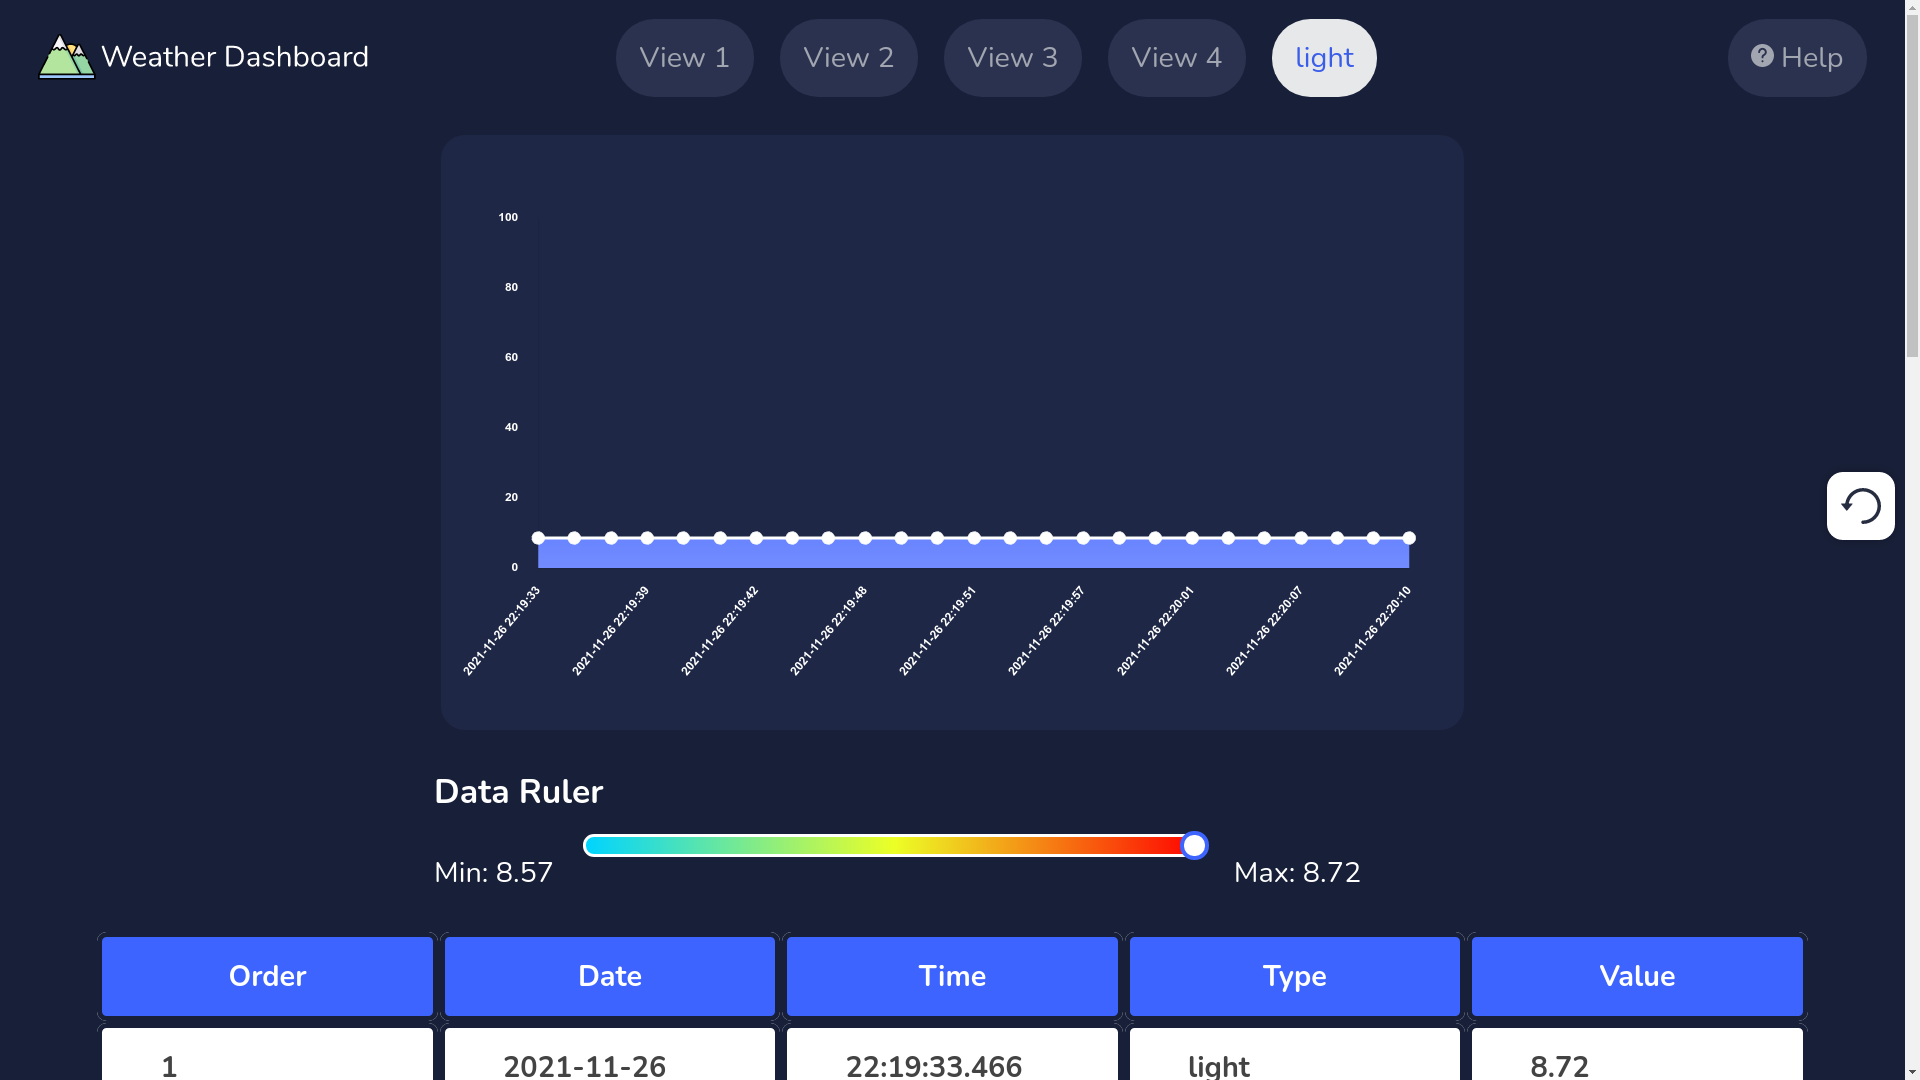 Weather Dashboard
View 1
View 2
View 3
View 4
light
? Help
100
80
60
40
20
0
2021-11-26 22:19:33
2021-11-26 22:19:39
2021-11-26 22:19:42
2021-11-26 22:19:48
2021-11-26 22:19:51
2021-11-26 22:19:57
2021-11-26 22:20:01
2021-11-26 22:20:07
2021-11-26 22:20:10
Data Ruler
Min: 8.57
Max: 8.72
Order Date Time Type Value
1 2021-11-26 22:19:33.466 light 8.72